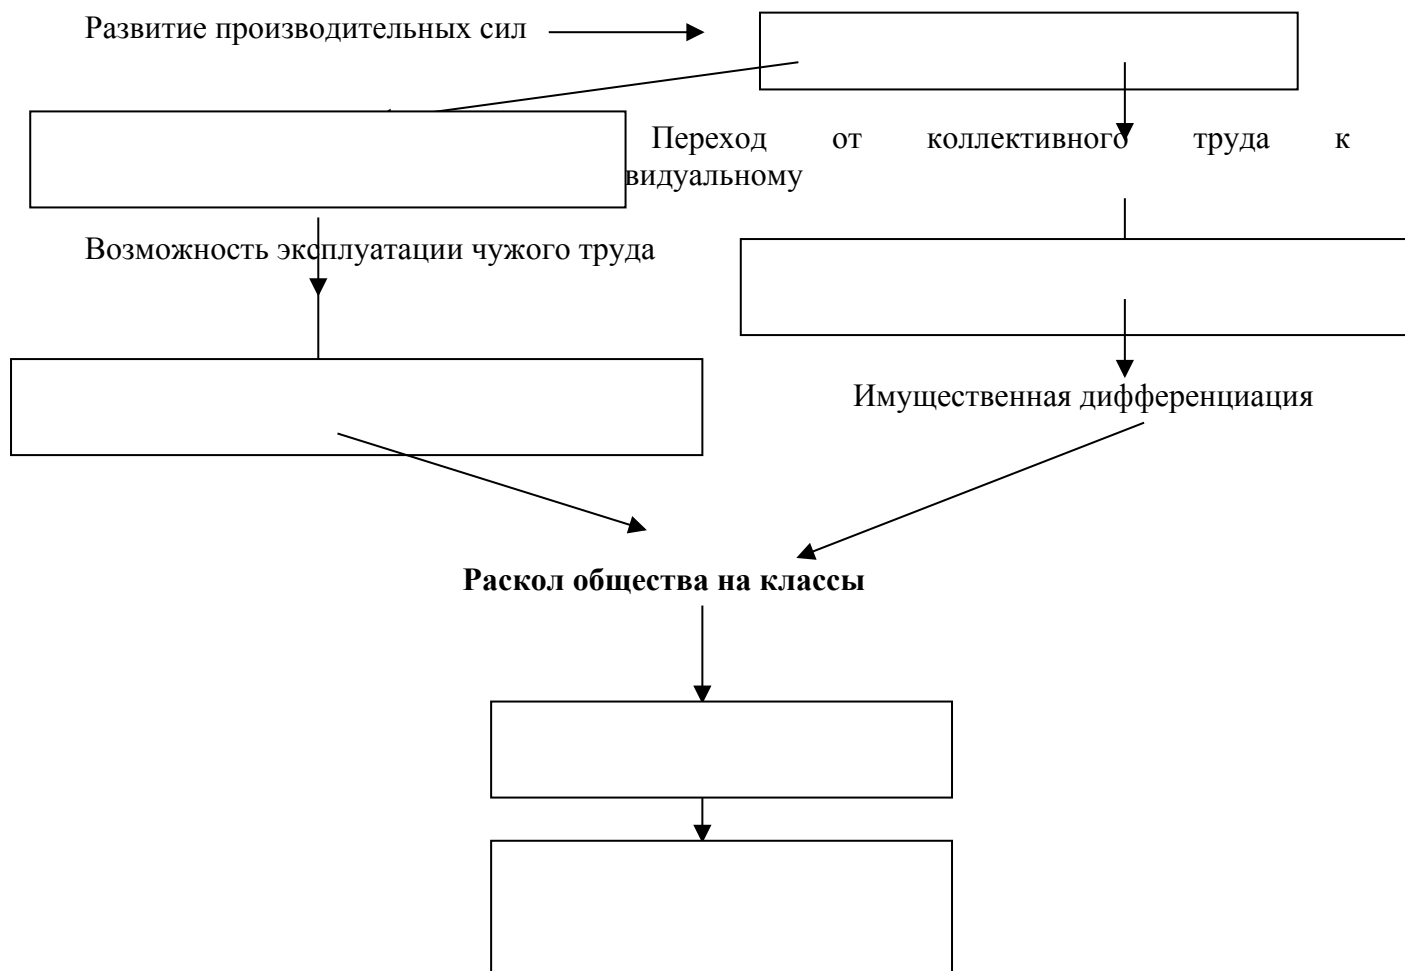 Развитие производительных сил
Переход от коллективного труда к
видуальному
Возможность эксплуатации чужого труда
Имущественная дифференциация
Раскол общества на классы